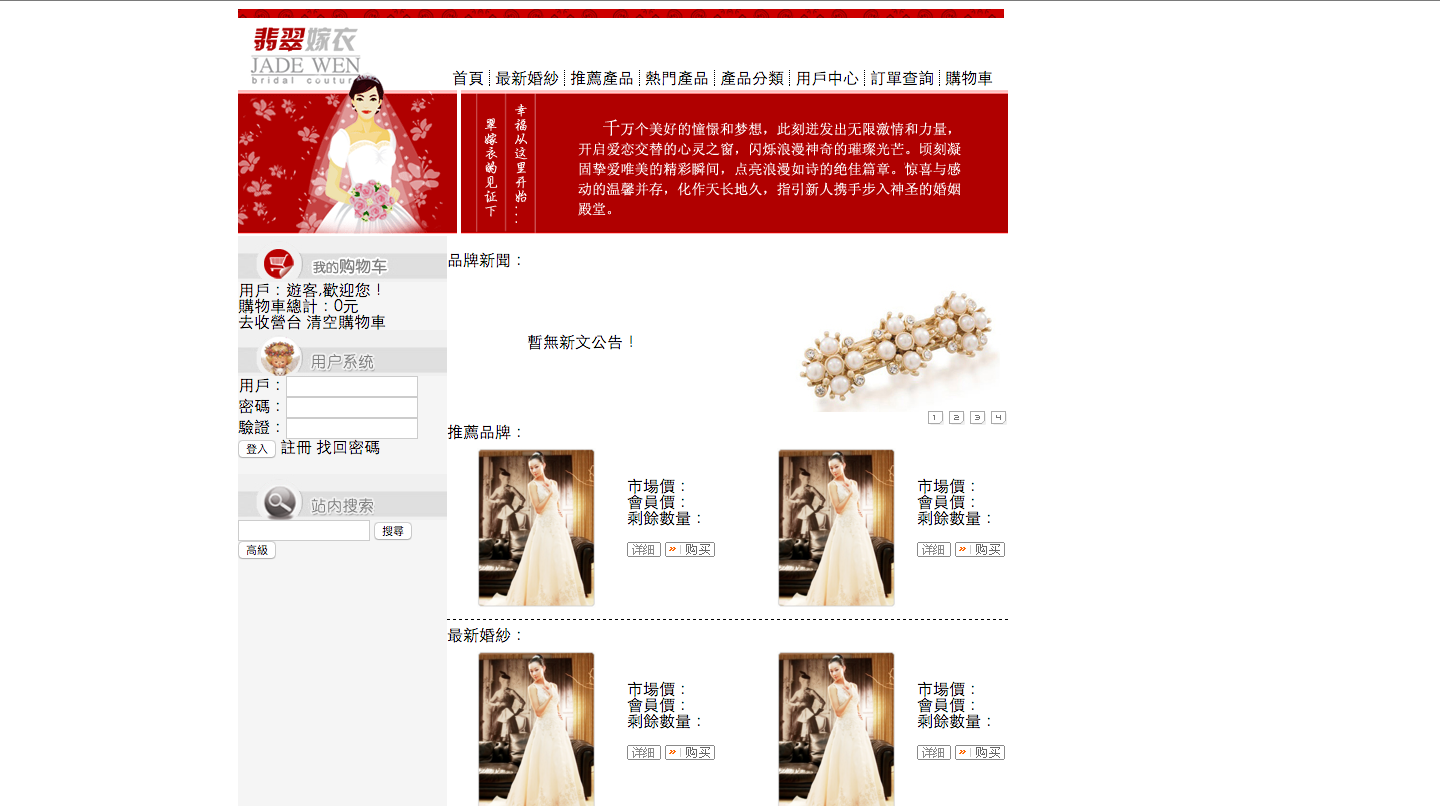 翡翠嫁衣
JADE WEN
bridal couture
首頁 最新婚紗 推薦產品 熱門產品 產品分類 用戶中心 訂單查詢 購物車
幸福从这里开始...
翠嫁衣的见证下
千万个美好的憧憬和梦想，此刻迸发出无限激情和力量，
开启爱恋交替的心灵之窗，闪烁浪漫神奇的璀璨光芒。顷刻凝
固挚爱唯美的精彩瞬间，点亮浪漫如诗的绝佳篇章。惊喜与感
动的温馨并存，化作天长地久，指引新人携手步入神圣的婚姻
殿堂。
我的购物车
用戶：遊客,歡迎您！
購物車總計：0元
去收營台 清空購物車
用户系统
用戶：
密碼：
驗證：
登入 註冊 找回密碼
站内搜索
搜尋
高級
品牌新聞：
暫無新文公告！
1 2 3 4
推薦品牌：
市場價：
會員價：
剩餘數量：
详细 购买
市場價：
會員價：
剩餘數量：
详细 购买
最新婚紗：
市場價：
會員價：
剩餘數量：
详细 购买
市場價：
會員價：
剩餘數量：
详细 购买